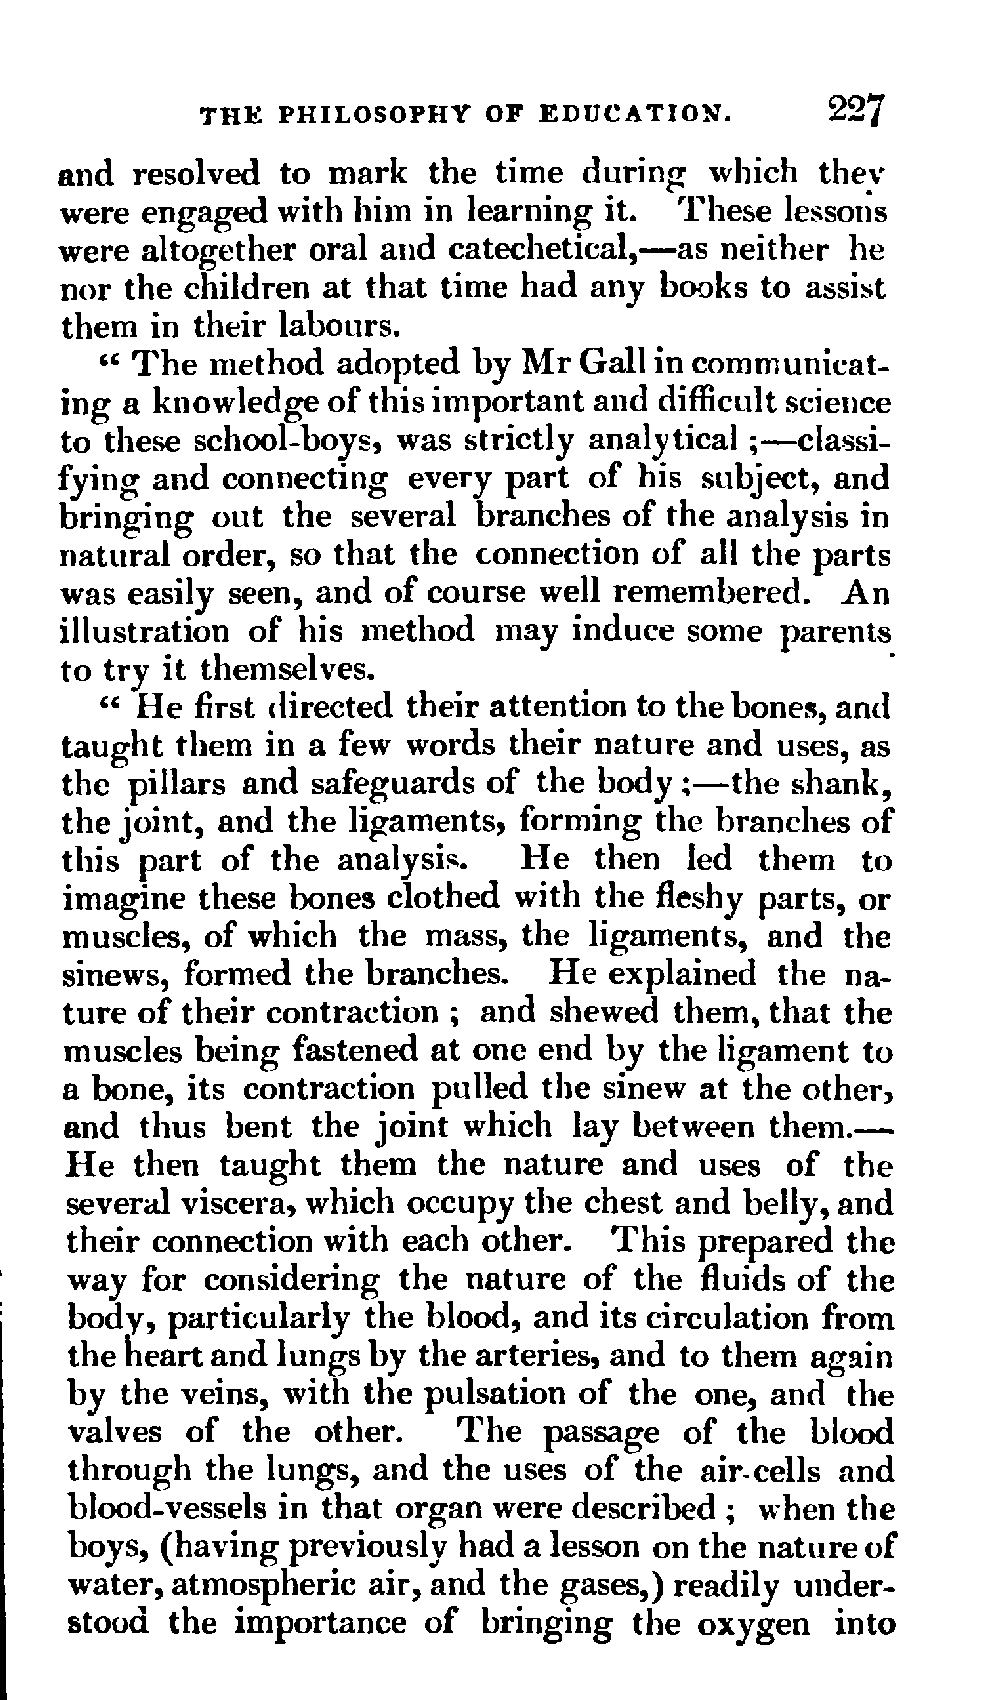 THE PHILOSOPHY OF EDUCATION. 227
and resolved to mark the time during which they
were engaged with him in learning it. These lessons
were altogether oral and catechetical,—as neither he
nor the children at that time had any books to assist
them in their labours.
“ The method adopted by Mr Gall in communicat-
ing a knowledge of this important and difficult science
to these school-boys, was strictly analytical ;—classi-
fying and connecting every part of his subject, and
bringing out the several branches of the analysis in
natural order, so that the connection of all the parts
was easily seen, and of course well remembered. An
illustration of his method may induce some parents
to try it themselves.
“ He first directed their attention to the bones, and
taught them in a few words their nature and uses, as
the pillars and safeguards of the body ;—the shank,
the joint, and the ligaments, forming the branches of
this part of the analysis. He then led them to
imagine these bones clothed with the fleshy parts, or
muscles, of which the mass, the ligaments, and the
sinews, formed the branches. He explained the na-
ture of their contraction ; and shewed them, that the
muscles being fastened at one end by the ligament to
a bone, its contraction pulled the sinew at the other,
and thus bent the joint which lay between them.—
He then taught them the nature and uses of the
several viscera, which occupy the chest and belly, and
their connection with each other. This prepared the
way for considering the nature of the fluids of the
body, particularly the blood, and its circulation from
the heart and lungs by the arteries, and to them again
by the veins, with the pulsation of the one, and the
valves of the other. The passage of the blood
through the lungs, and the uses of the air-cells and
blood-vessels in that organ were described ; when the
boys, (having previously had a lesson on the nature of
water, atmospheric air, and the gases,) readily under-
stood the importance of bringing the oxygen into